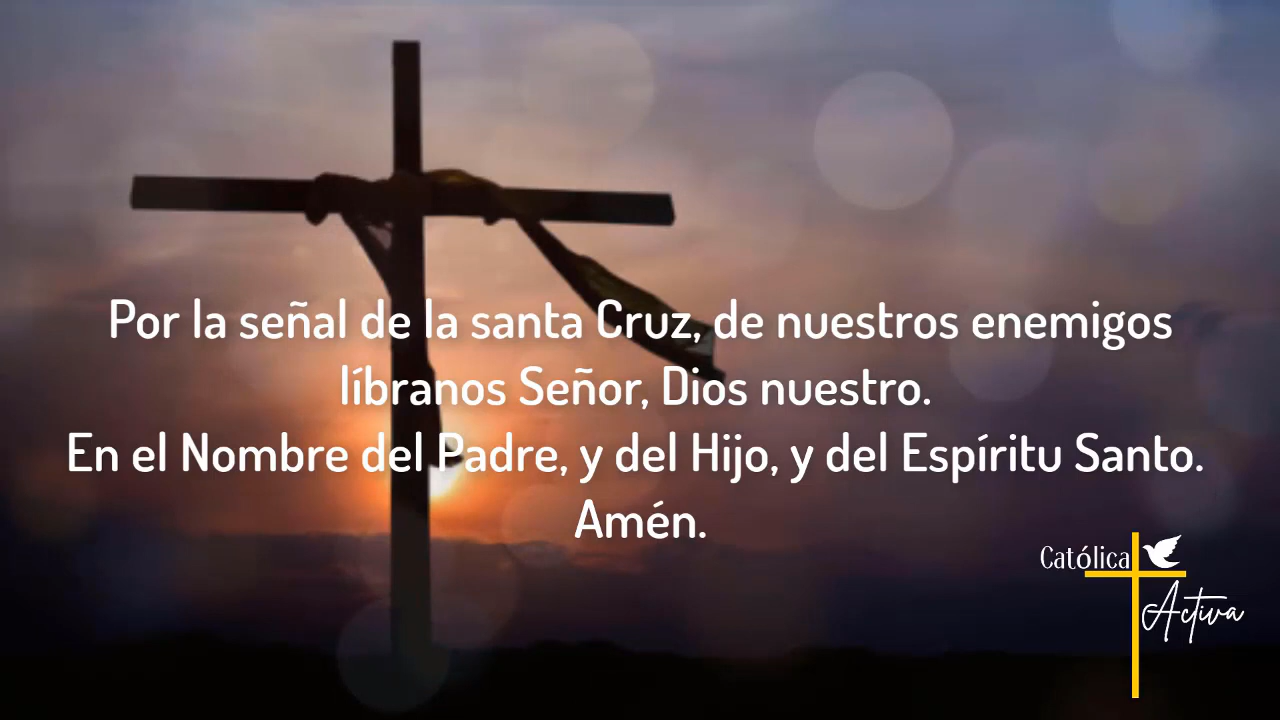 Por la señal de la santa Cruz, de nuestros enemigos
líbranos Señor, Dios nuestro.
En el Nombre del Padre, y del Hijo, y del Espíritu Santo.
Amén.
Católica
Activa